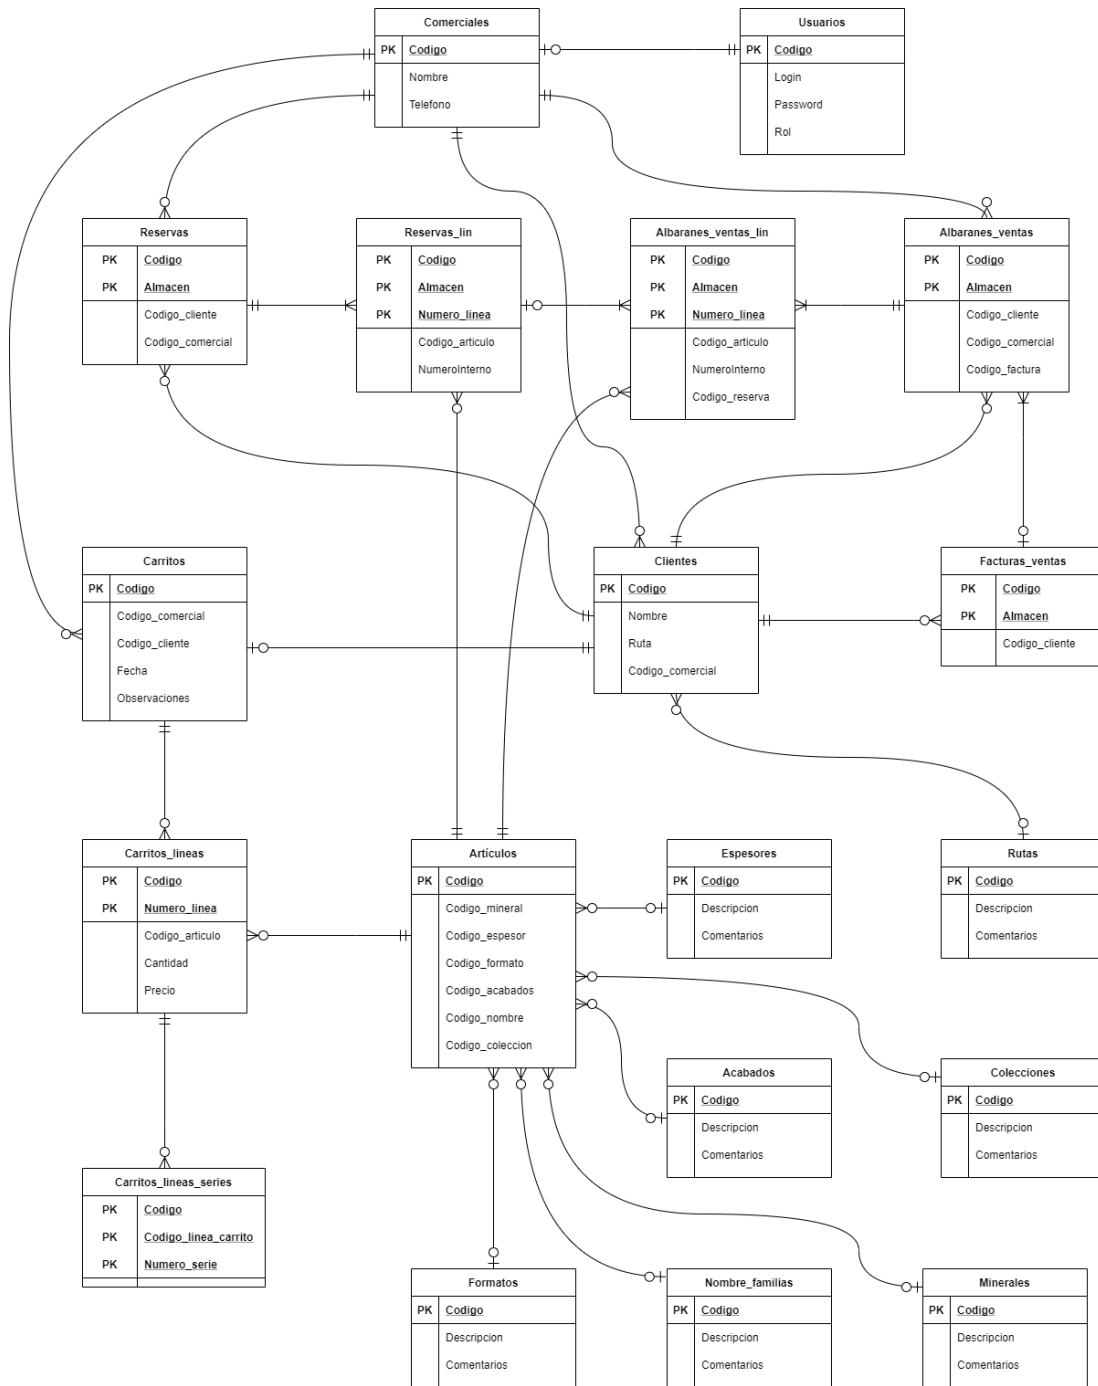 Comerciales
PK Codigo
Nombre
Telefono
Usuarios
PK Codigo
Login
Password
Rol
Reservas
PK Codigo
PK Almacen
Codigo_cliente
Codigo_comercial
Reservas_lin
PK Codigo
PK Almacen
PK Numero_linea
Codigo_articulo
NumeroInterno
Albaranes_ventas_lin
PK Codigo
PK Almacen
PK Numero_linea
Codigo_articulo
NumeroInterno
Codigo_reserva
Albaranes_ventas
PK Codigo
PK Almacen
Codigo_cliente
Codigo_comercial
Codigo_factura
Carritos
PK Codigo
Codigo_comercial
Codigo_cliente
Fecha
Observaciones
Clientes
PK Codigo
Nombre
Ruta
Codigo_comercial
Facturas_ventas
PK Codigo
PK Almacen
Codigo_cliente
Carritos_lineas
PK Codigo
PK Numero_linea
Codigo_articulo
Cantidad
Precio
Artículos
PK Codigo
Codigo_mineral
Codigo_espesor
Codigo_formato
Codigo_acabados
Codigo_nombre
Codigo_coleccion
Espesores
PK Codigo
Descripcion
Comentarios
Rutas
PK Codigo
Descripcion
Comentarios
Acabados
PK Codigo
Descripcion
Comentarios
Colecciones
PK Codigo
Descripcion
Comentarios
Carritos_lineas_series
PK Codigo
PK Codigo_linea_carrito
PK Numero_serie
Formatos
PK Codigo
Descripcion
Comentarios
Nombre_familias
PK Codigo
Descripcion
Comentarios
Minerales
PK Codigo
Descripcion
Comentarios